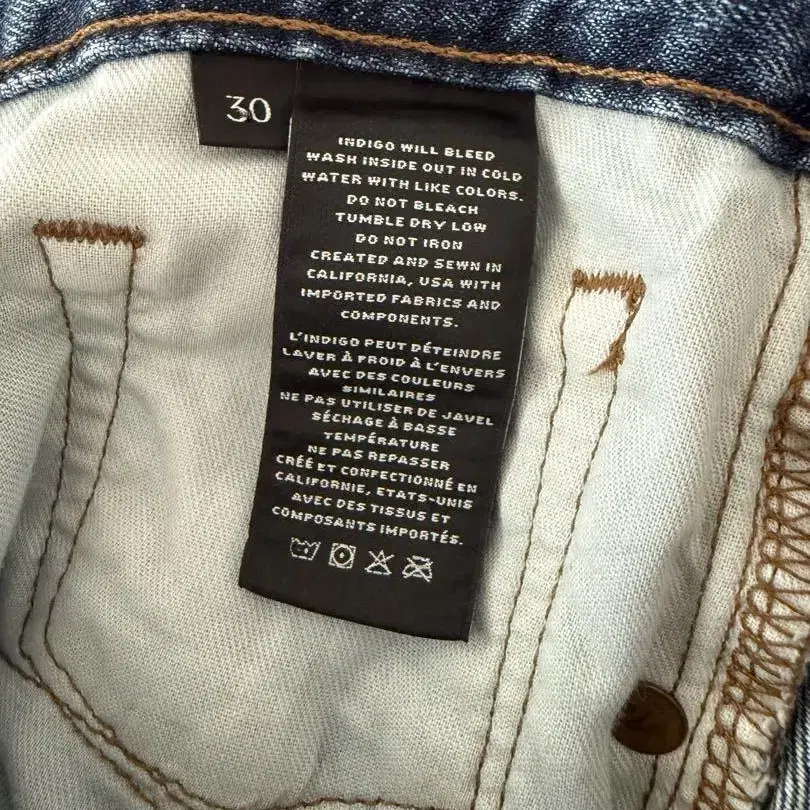 30
INDIGO WILL BLEED
WASH INSIDE OUT IN COLD
WATER WITH LIKE COLORS.
DO NOT BLEACH
TUMBLE DRY LOW
DO NOT IRON
CREATED AND SEWN IN
CALIFORNIA, USA WITH
IMPORTED FABRICS AND
COMPONENTS.
L'INDIGO PEUT DÉTEINDRE
LAVER À FROID À L'ENVERS
AVEC DES COULEURS
SIMILAIRES
NE PAS UTILISER DE JAVEL
SÉCHAGE À BASSE
TEMPÉRATURE
NE PAS REPASSER
CRÉÉ ET CONFECTIONNÉ EN
CALIFORNIE, ETATS-UNIS
AVEC DES TISSUS ET
COMPOSANTS IMPORTÉS.